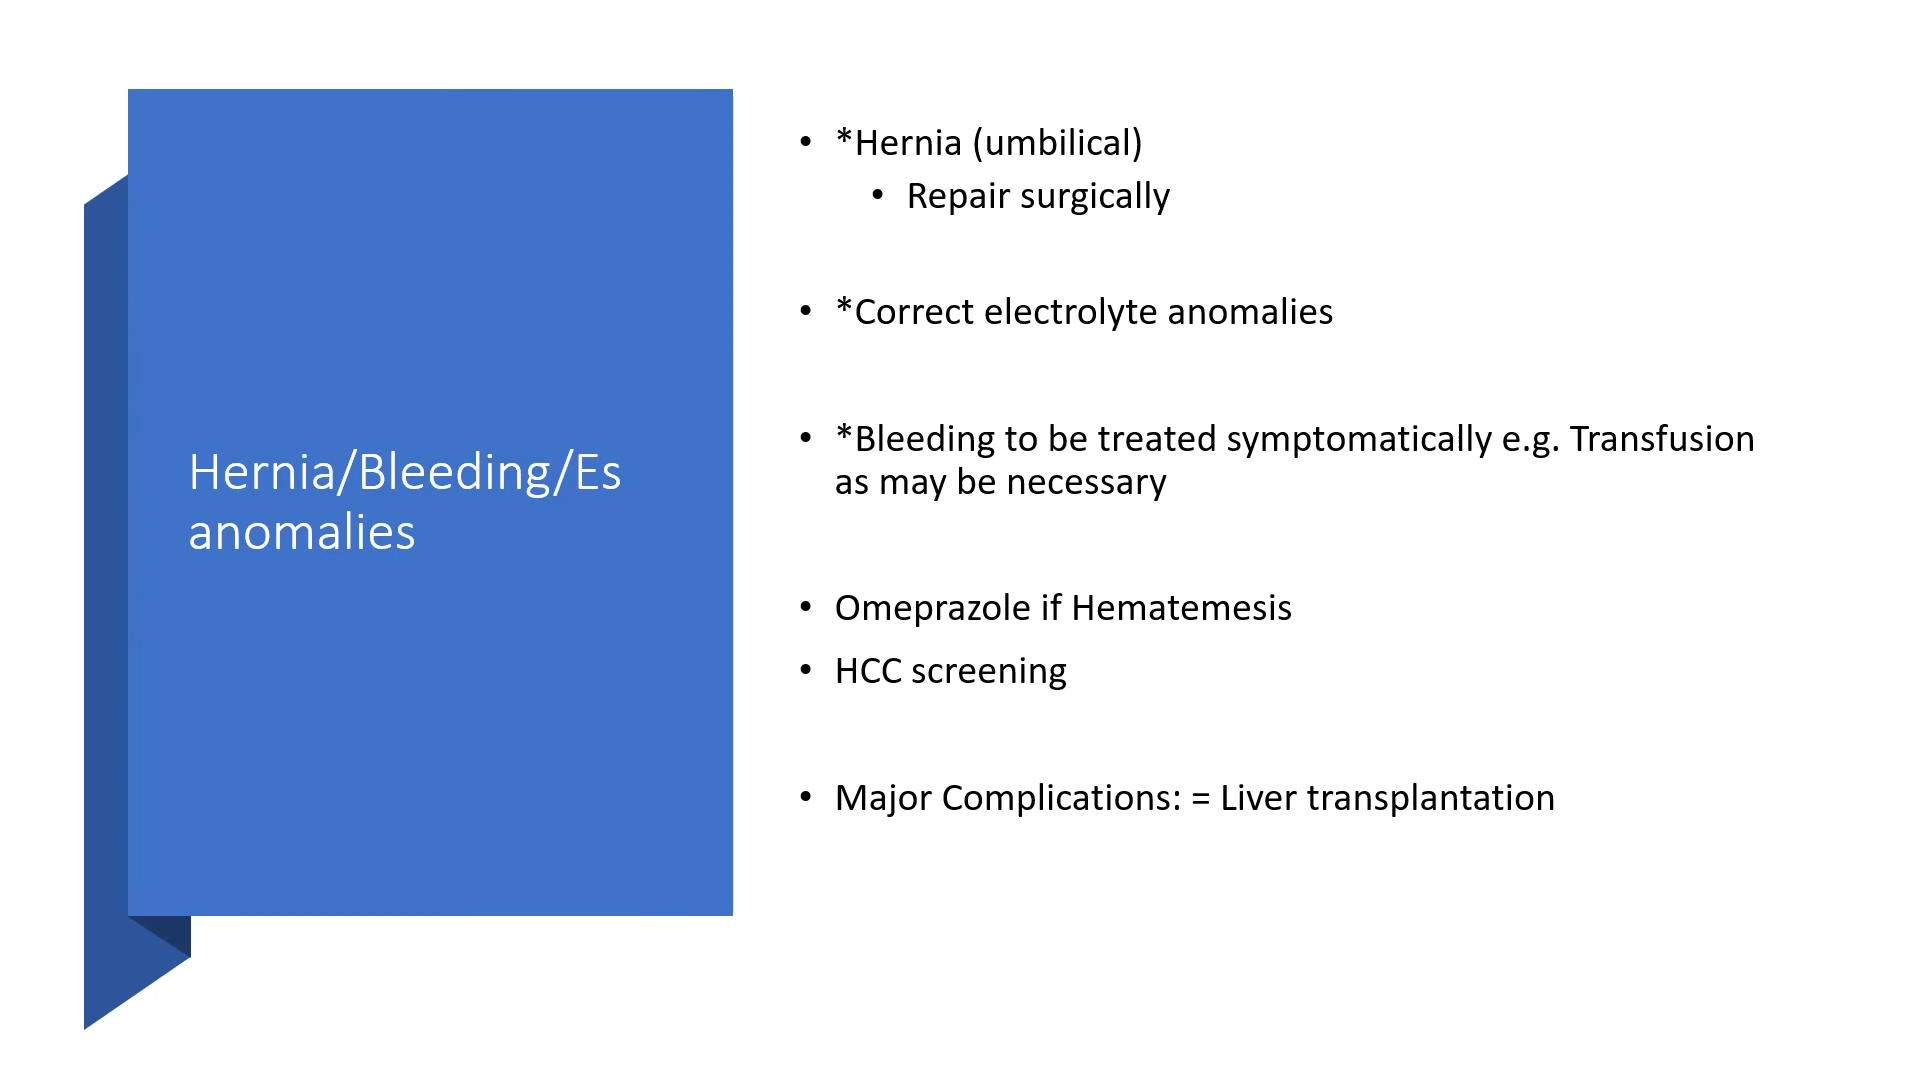 Hernia/Bleeding/Es
anomalies
• *Hernia (umbilical)
• Repair surgically
• *Correct electrolyte anomalies
• *Bleeding to be treated symptomatically e.g. Transfusion
as may be necessary
• Omeprazole if Hematemesis
• HCC screening
• Major Complications: = Liver transplantation